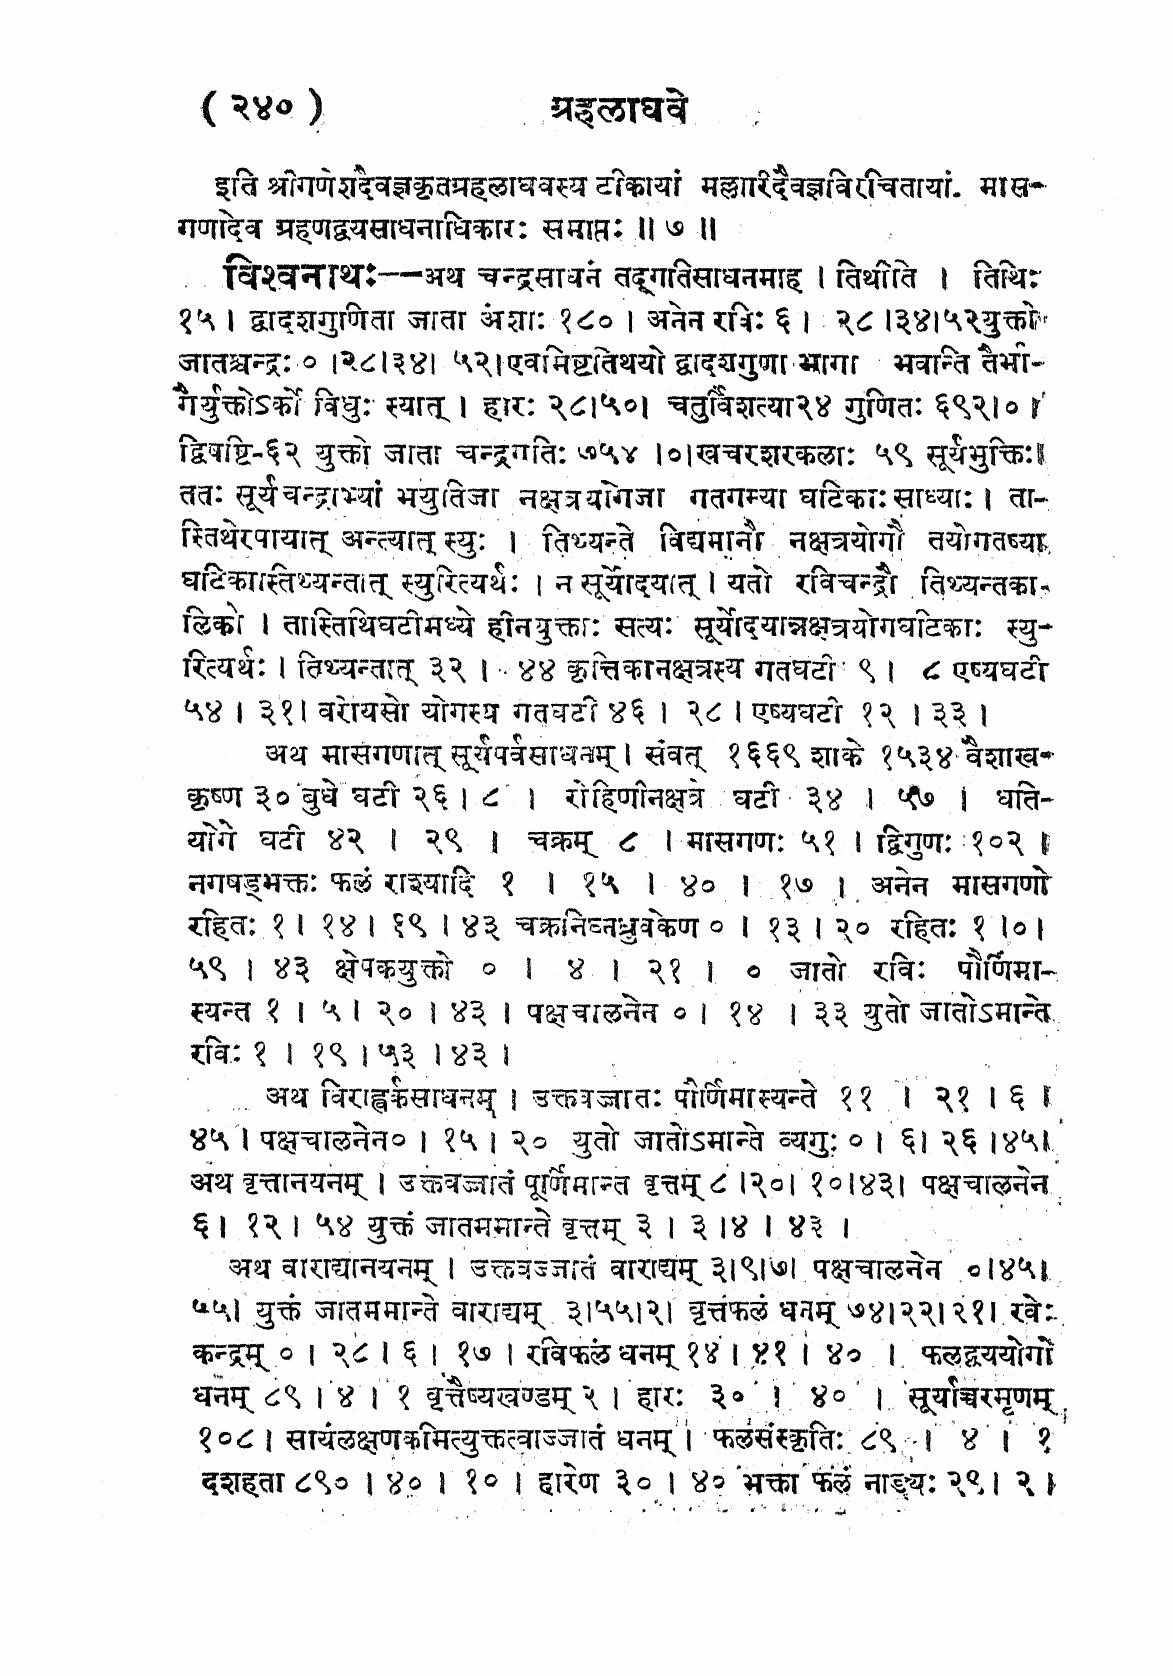 ( २४० ) ग्रहलाघवे
इति श्रीगणेशदैवज्ञकृतग्रहलाघवस्य टीकायां मल्लारिदैवज्ञविरचितायां. मास-
गणादेव ग्रहणद्वयसाधनाधिकारः समाप्तः ॥ ७ ॥
विश्वनाथः--अथ चन्द्रसाधनं तद्गतिसाधनमाह । तिथीति । तिथिः
१५ । द्वादशगुणिता जाता अंशाः १८० । अनेन रविः ६ । २८ ।३४।५२युक्तो
जातश्चन्द्रः ० ।२८।३४। ५२।एवमिष्टतिथयो द्वादशगुणा भागा भवान्ति तैर्भा-
गैर्युक्तोऽर्को विधुः स्यात् । हारः २८।५०। चतुर्विंशत्या२४ गुणितः ६९२।० ।
द्विषष्टि-६२ युक्तो जाता चन्द्रगतिः ७५४ ।०।खचरशरकलाः ५९ सूर्यभुक्तिः॥
ततः सूर्यचन्द्राभ्यां भयुतिजा नक्षत्रयोगजा गतगम्या घटिकाः साध्याः । ता-
स्तिथेरपायात् अन्त्यात् स्युः । तिथ्यन्ते विद्यमानौ नक्षत्रयोगौ तयोगतष्या
घटिकास्तिथ्यन्तात् स्युरित्यर्थः । न सूर्योदयात् । यतो रविचन्द्रौ तिथ्यन्तका-
लिको । तास्तिथिघटीमध्ये हीनयुक्ताः सत्यः सूर्योदयान्नक्षत्रयोगघटिकाः स्यु-
रित्यर्थः । तिथ्यन्तात् ३२ । ४४ कृत्तिकानक्षत्रस्य गतघटी ९ । ८ एष्यघटी
५४ । ३१। वरीयसो योगस्य गतघटी ४६ । २८ । एष्यघटी १२ । ३३ ।
अथ मासगणात् सूर्यपर्वसाधनम् । संवत् १६६९ शाके १५३४ वैशाख-
कृष्ण ३० बुधे घटी २६ । ८ । रोहिणीनक्षत्रे घटी ३४ । ५७ । धति-
योगे घटी ४२ । २९ । चक्रम् ८ । मासगणः ५१ । द्विगुणः १०२ ।
नगषड्भक्तः फलं राश्यादि १ । १५ । ४० । १७ । अनेन मासगणो
रहितः १ । १४ । १९ । ४३ चक्रनिघ्नध्रुवकेण ० । १३ । २० रहितः १ ।०।
५९ । ४३ क्षेपकयुक्तो ० । ४ । २१ । ० जातो रविः पौर्णिमा-
स्यन्त १ । ५ । २० । ४३ । पक्षचालनेन ० । १४ । ३३ युतो जातोऽमान्ते
रविः १ । १९ । ५३ । ४३ ।
अथ विराह्वर्कसाधनम् । उक्तवज्जातः पौर्णिमास्यन्ते ११ । २१ । ६ ।
४५ । पक्षचालनेन० । १५ । २० युतो जातोऽमान्ते व्यगुः ० । ६। २६ ।४५।
अथ वृत्तानयनम् । उक्तवज्जातं पूर्णिमान्त वृत्तम् ८ ।२०। १०।४३। पक्षचालनेन
६। १२ । ५४ युक्तं जातममान्ते वृत्तम् ३ । ३ ।४ । ४३ ।
अथ वाराद्यानयनम् । उक्तवज्जातं वाराद्यम् ३।९।७। पक्षचालनेन ०।४५।
५५। युक्तं जातममान्ते वाराद्यम् ३।५५।२। वृत्तफलं धनम् ७४।२२।२१। रवेः
कन्द्रम् ० । २८ । ६ । १७ । रविफलं धनम् १४ । ४१ । ४० । फलद्वययोगो
धनम् ८९ । ४ । १ वृत्तैष्यखण्डम् २ । हारः ३० । ४० । सूर्याच्चरमृणम्
१०८ । सायंलक्षणकमित्युक्तत्वाज्जातं धनम् । फलसंस्कृतिः ८९ । ४ । १
दशहता ८९० । ४० । १० । हारेण ३० । ४० भक्ता फलं नाड्यः २९। २ ।